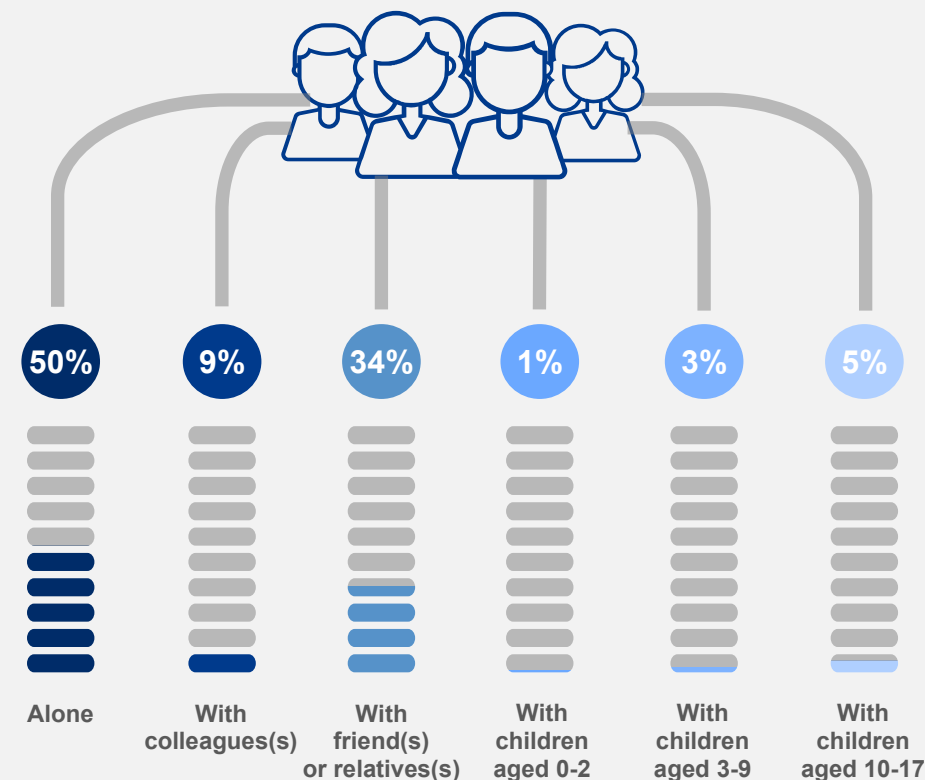 50%
9%
34%
1%
3%
5%
Alone
With
colleagues(s)
With
friend(s)
or relatives(s)
With
children
aged 0-2
With
children
aged 3-9
With
children
aged 10-17